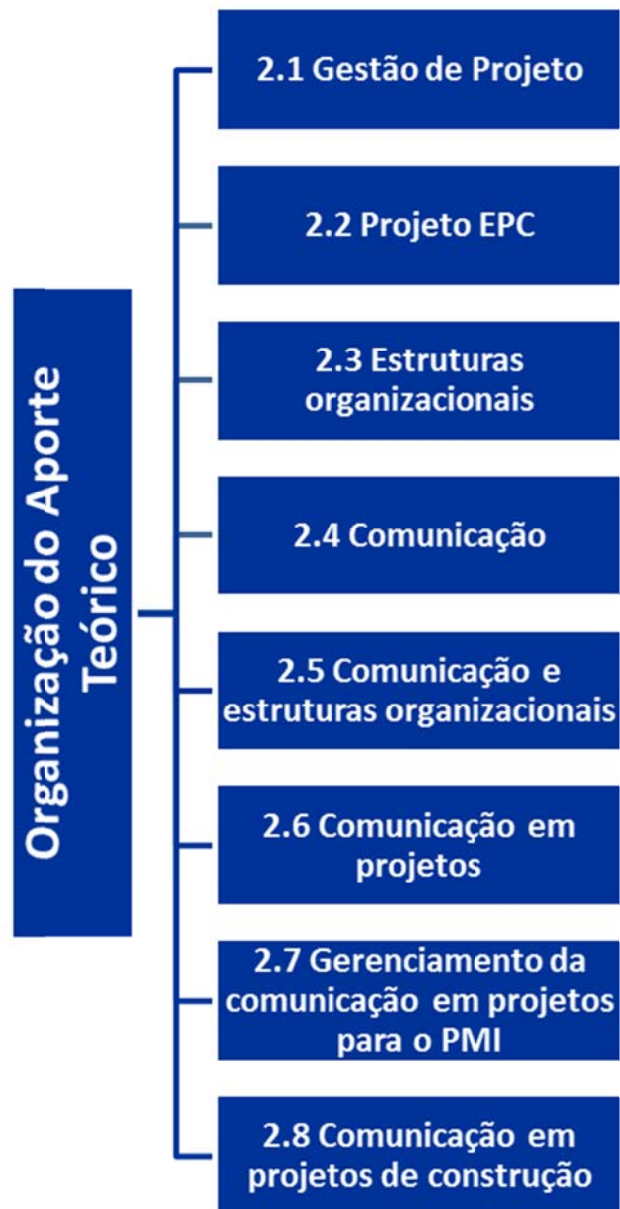 Organização do Aporte
Teórico
2.1 Gestão de Projeto
2.2 Projeto EPC
2.3 Estruturas
organizacionais
2.4 Comunicação
2.5 Comunicação e
estruturas organizacionais
2.6 Comunicação em
projetos
2.7 Gerenciamento da
comunicação em projetos
para o PMI
2.8 Comunicação em
projetos de construção